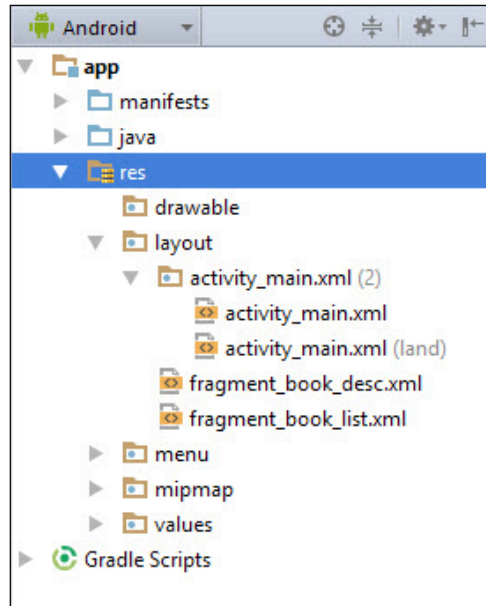 Android
app
manifests
java
res
drawable
layout
activity_main.xml (2)
activity_main.xml
activity_main.xml (land)
fragment_book_desc.xml
fragment_book_list.xml
menu
mipmap
values
Gradle Scripts